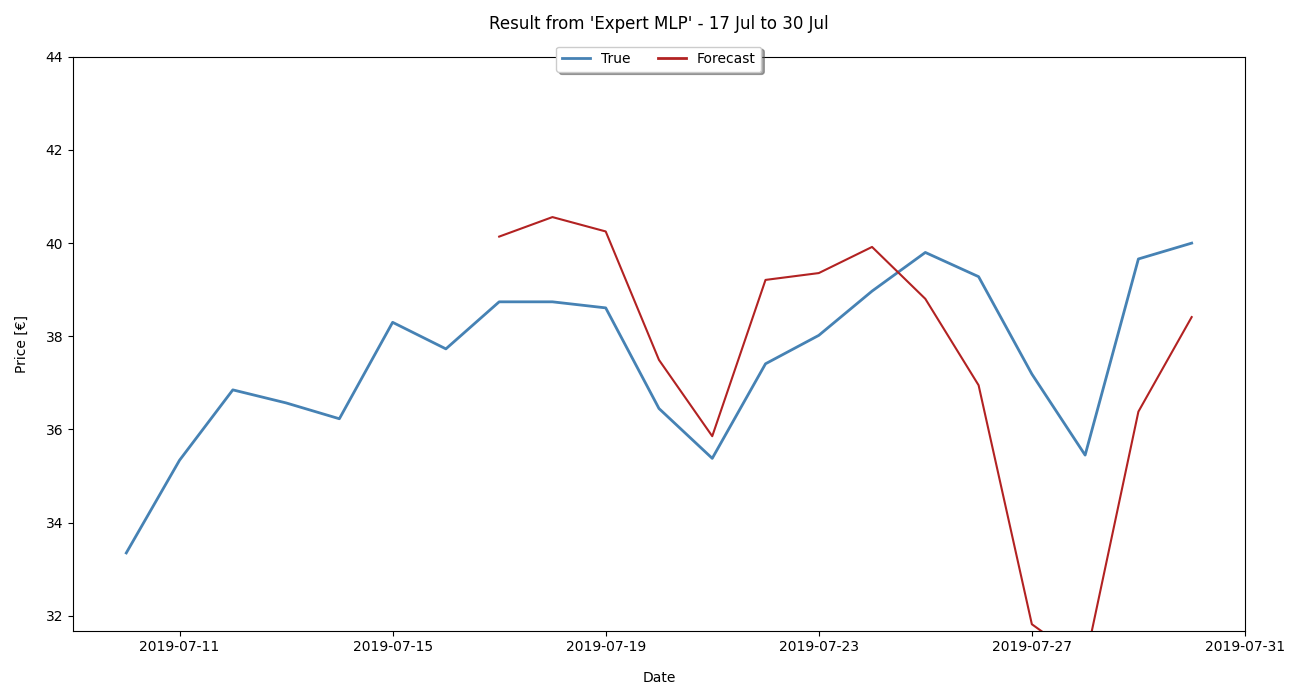 Result from 'Expert MLP' - 17 Jul to 30 Jul
True Forecast
44
42
40
38
36
34
32
Price [€]
2019-07-11 2019-07-15 2019-07-19 2019-07-23 2019-07-27 2019-07-31
Date